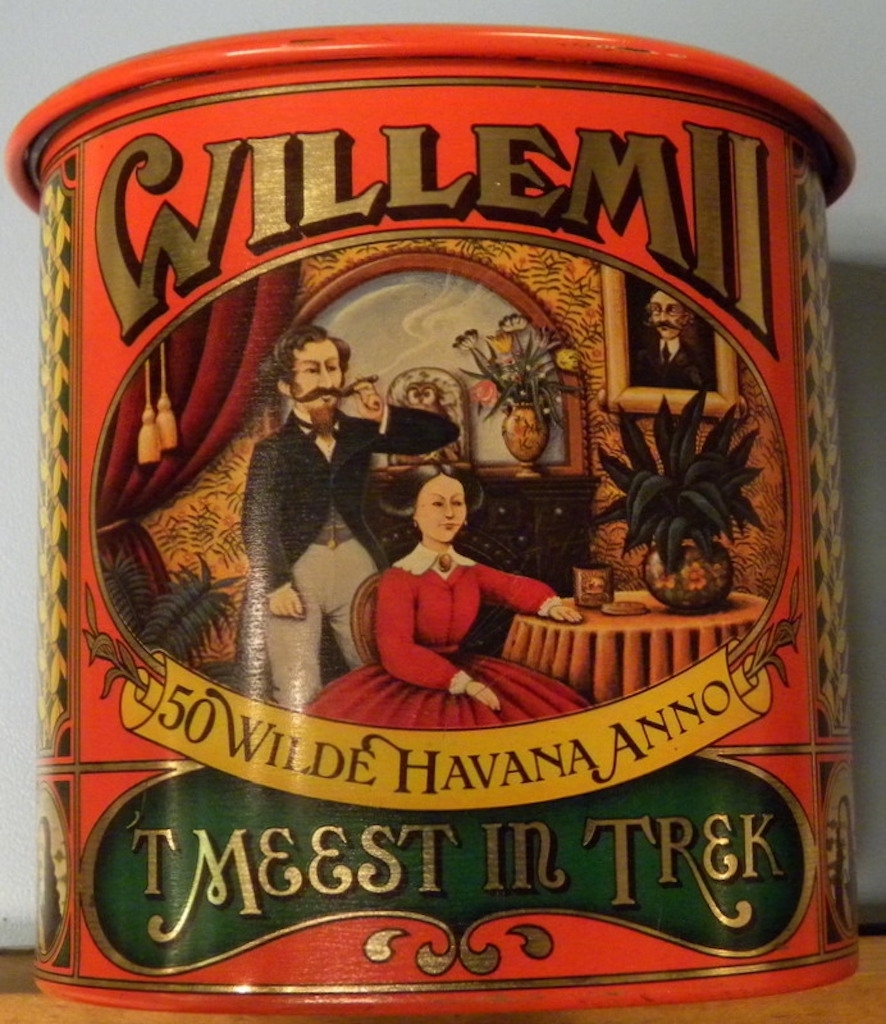 WILLEM II
50 WILDE HAVANA ANNO
'T MEEST IN TREK